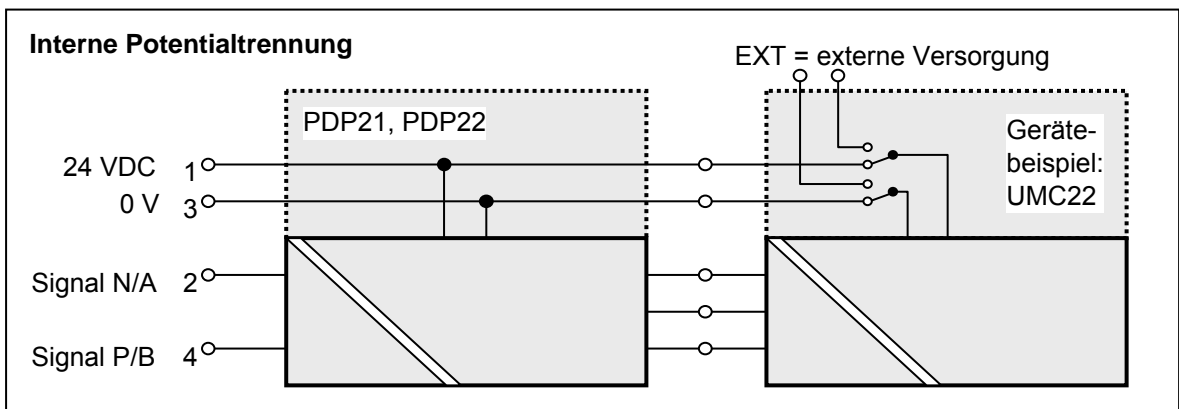 Interne Potentialtrennung
EXT = externe Versorgung
PDP21, PDP22
Geräte-
beispiel:
UMC22
24 VDC 1
0 V 3
Signal N/A 2
Signal P/B 4